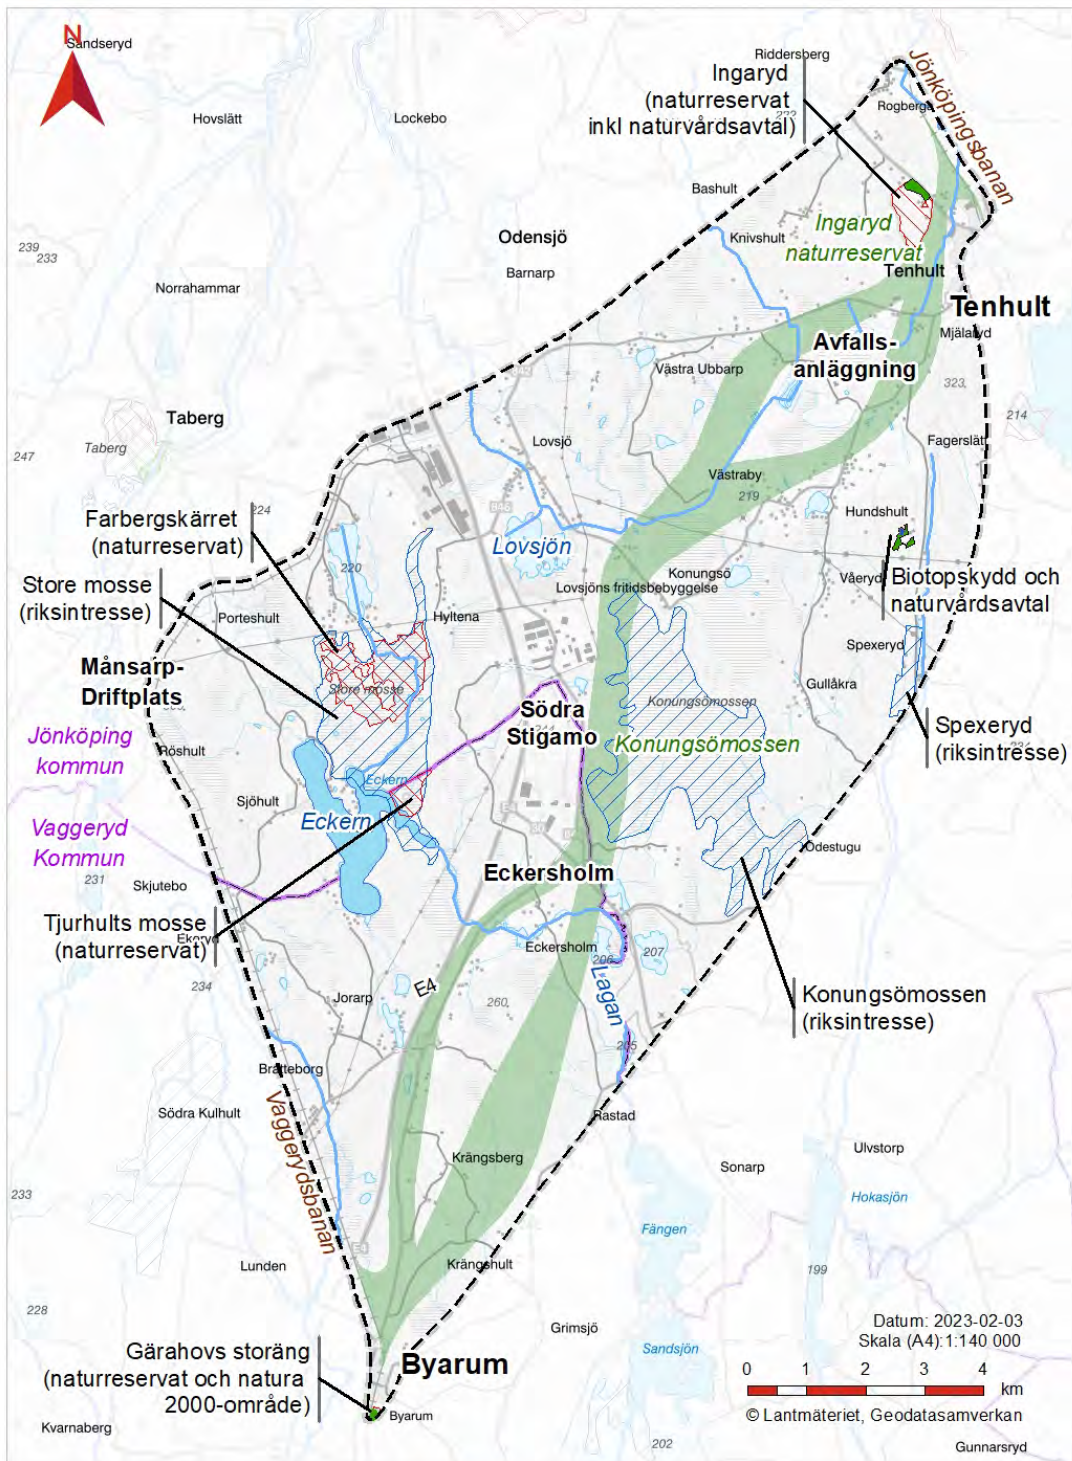 N
Sandseryd
Riddersberg
Jönköpingsbanan
Ingaryd
(naturreservat
inkl naturvårdsavtal)
Rogberga
Hovslätt
Lockebo
Bashult
Ingaryd
naturreservat
Knivshult
Odensjö
Barnarp
239
233
Tenhult
Norrahammar
Tenhult
Mjälaryd
Avfalls-
anläggning
Västra Ubbarp
323
Taberg
214
Taberg
247
Lovsjö
Fagerslätt
Västraby
219
224
846
Farbergskärret
(naturreservat)
Hundshult
Lovsjön
220
Store mosse
(riksintresse)
Konungsö
Våeryd
Biotopskydd och
naturvårdsavtal
Lovsjöns fritidsbebyggelse
Porteshult
Hyltena
Spexeryd
Månsarp-
Driftplats
Store mosse
Gullåkra
Konungsömossen
Södra
Stigamo
Spexeryd
(riksintresse)
Jönköping
kommun
Röshult
Konungsömossen
Eckern
Sjöhult
Eckern
E4
Vaggeryd
Kommun
Odestugu
Eckersholm
231
Skjutebo
Tjurhults mosse
(naturreservat)
Eckersholm
207
206
234
E4
Jorarp
260
Lagan
Konungsömossen
(riksintresse)
205
Bratteborg
Södra Kulhult
Vaggerydsbanan
Rastad
Krängsberg
Sonarp
Ulvstorp
233
Hokasjön
Fängen
Lunden
Krängshult
199
228
Datum: 2023-02-03
Skala (A4):1:140 000
Grimsjö
Gärahovs storäng
(naturreservat och natura
2000-område)
Byarum
Sandsjön
0 1 2 3 4
km
© Lantmäteriet, Geodatasamverkan
Byarum
Kvarnaberg
202
Gunnarsryd